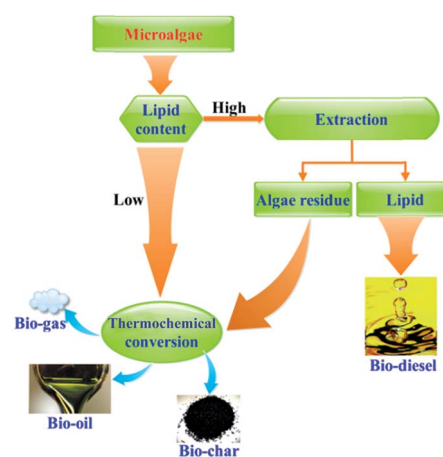 Microalgae
Lipid
content
High
Extraction
Low
Algae residue
Lipid
Bio-gas
Thermochemical
conversion
Bio-diesel
Bio-oil
Bio-char